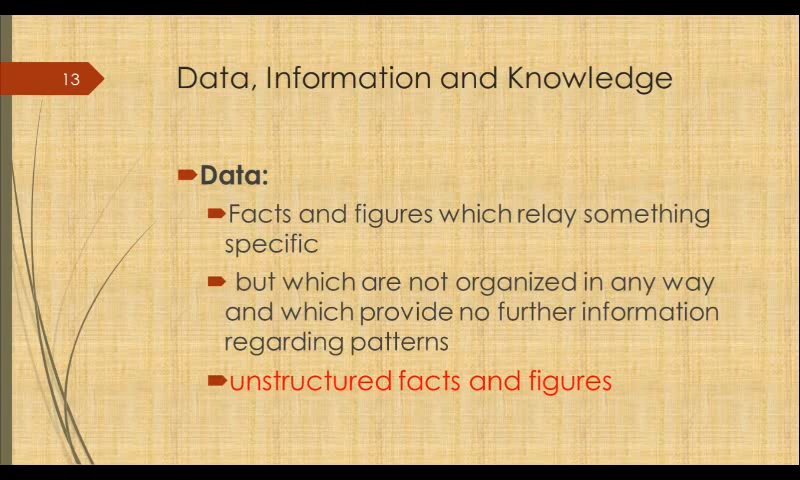 13
Data, Information and Knowledge
Data:
Facts and figures which relay something
specific
but which are not organized in any way
and which provide no further information
regarding patterns
unstructured facts and figures